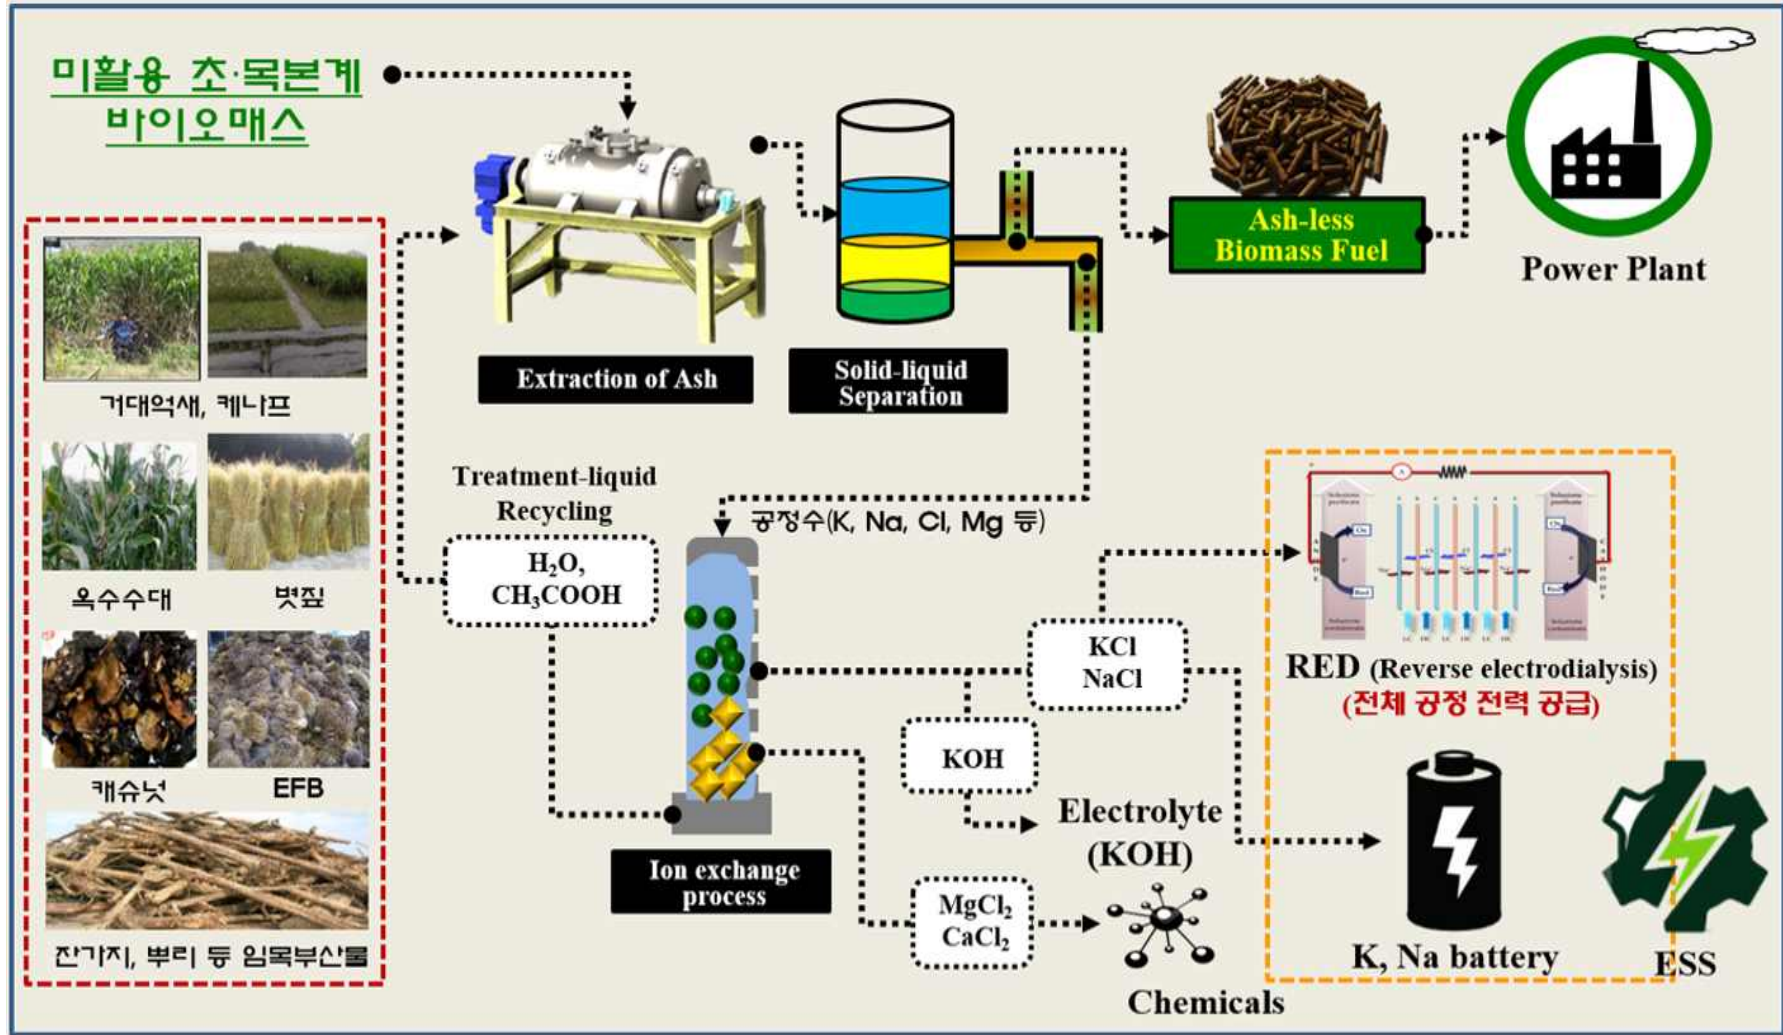 미활용 초·목본계
바이오매스
거대억새, 케나프
옥수수대
볏짚
캐슈넛
EFB
잔가지, 뿌리 등 임목부산물
Extraction of Ash
Solid-liquid
Separation
Ash-less
Biomass Fuel
Power Plant
Treatment-liquid
Recycling
H₂O,
CH₃COOH
공정수(K, Na, Cl, Mg 등)
Ion exchange
process
KCl
NaCl
KOH
Electrolyte
(KOH)
MgCl₂
CaCl₂
Chemicals
A
RED (Reverse electrodialysis)
(전체 공정 전력 공급)
K, Na battery
ESS